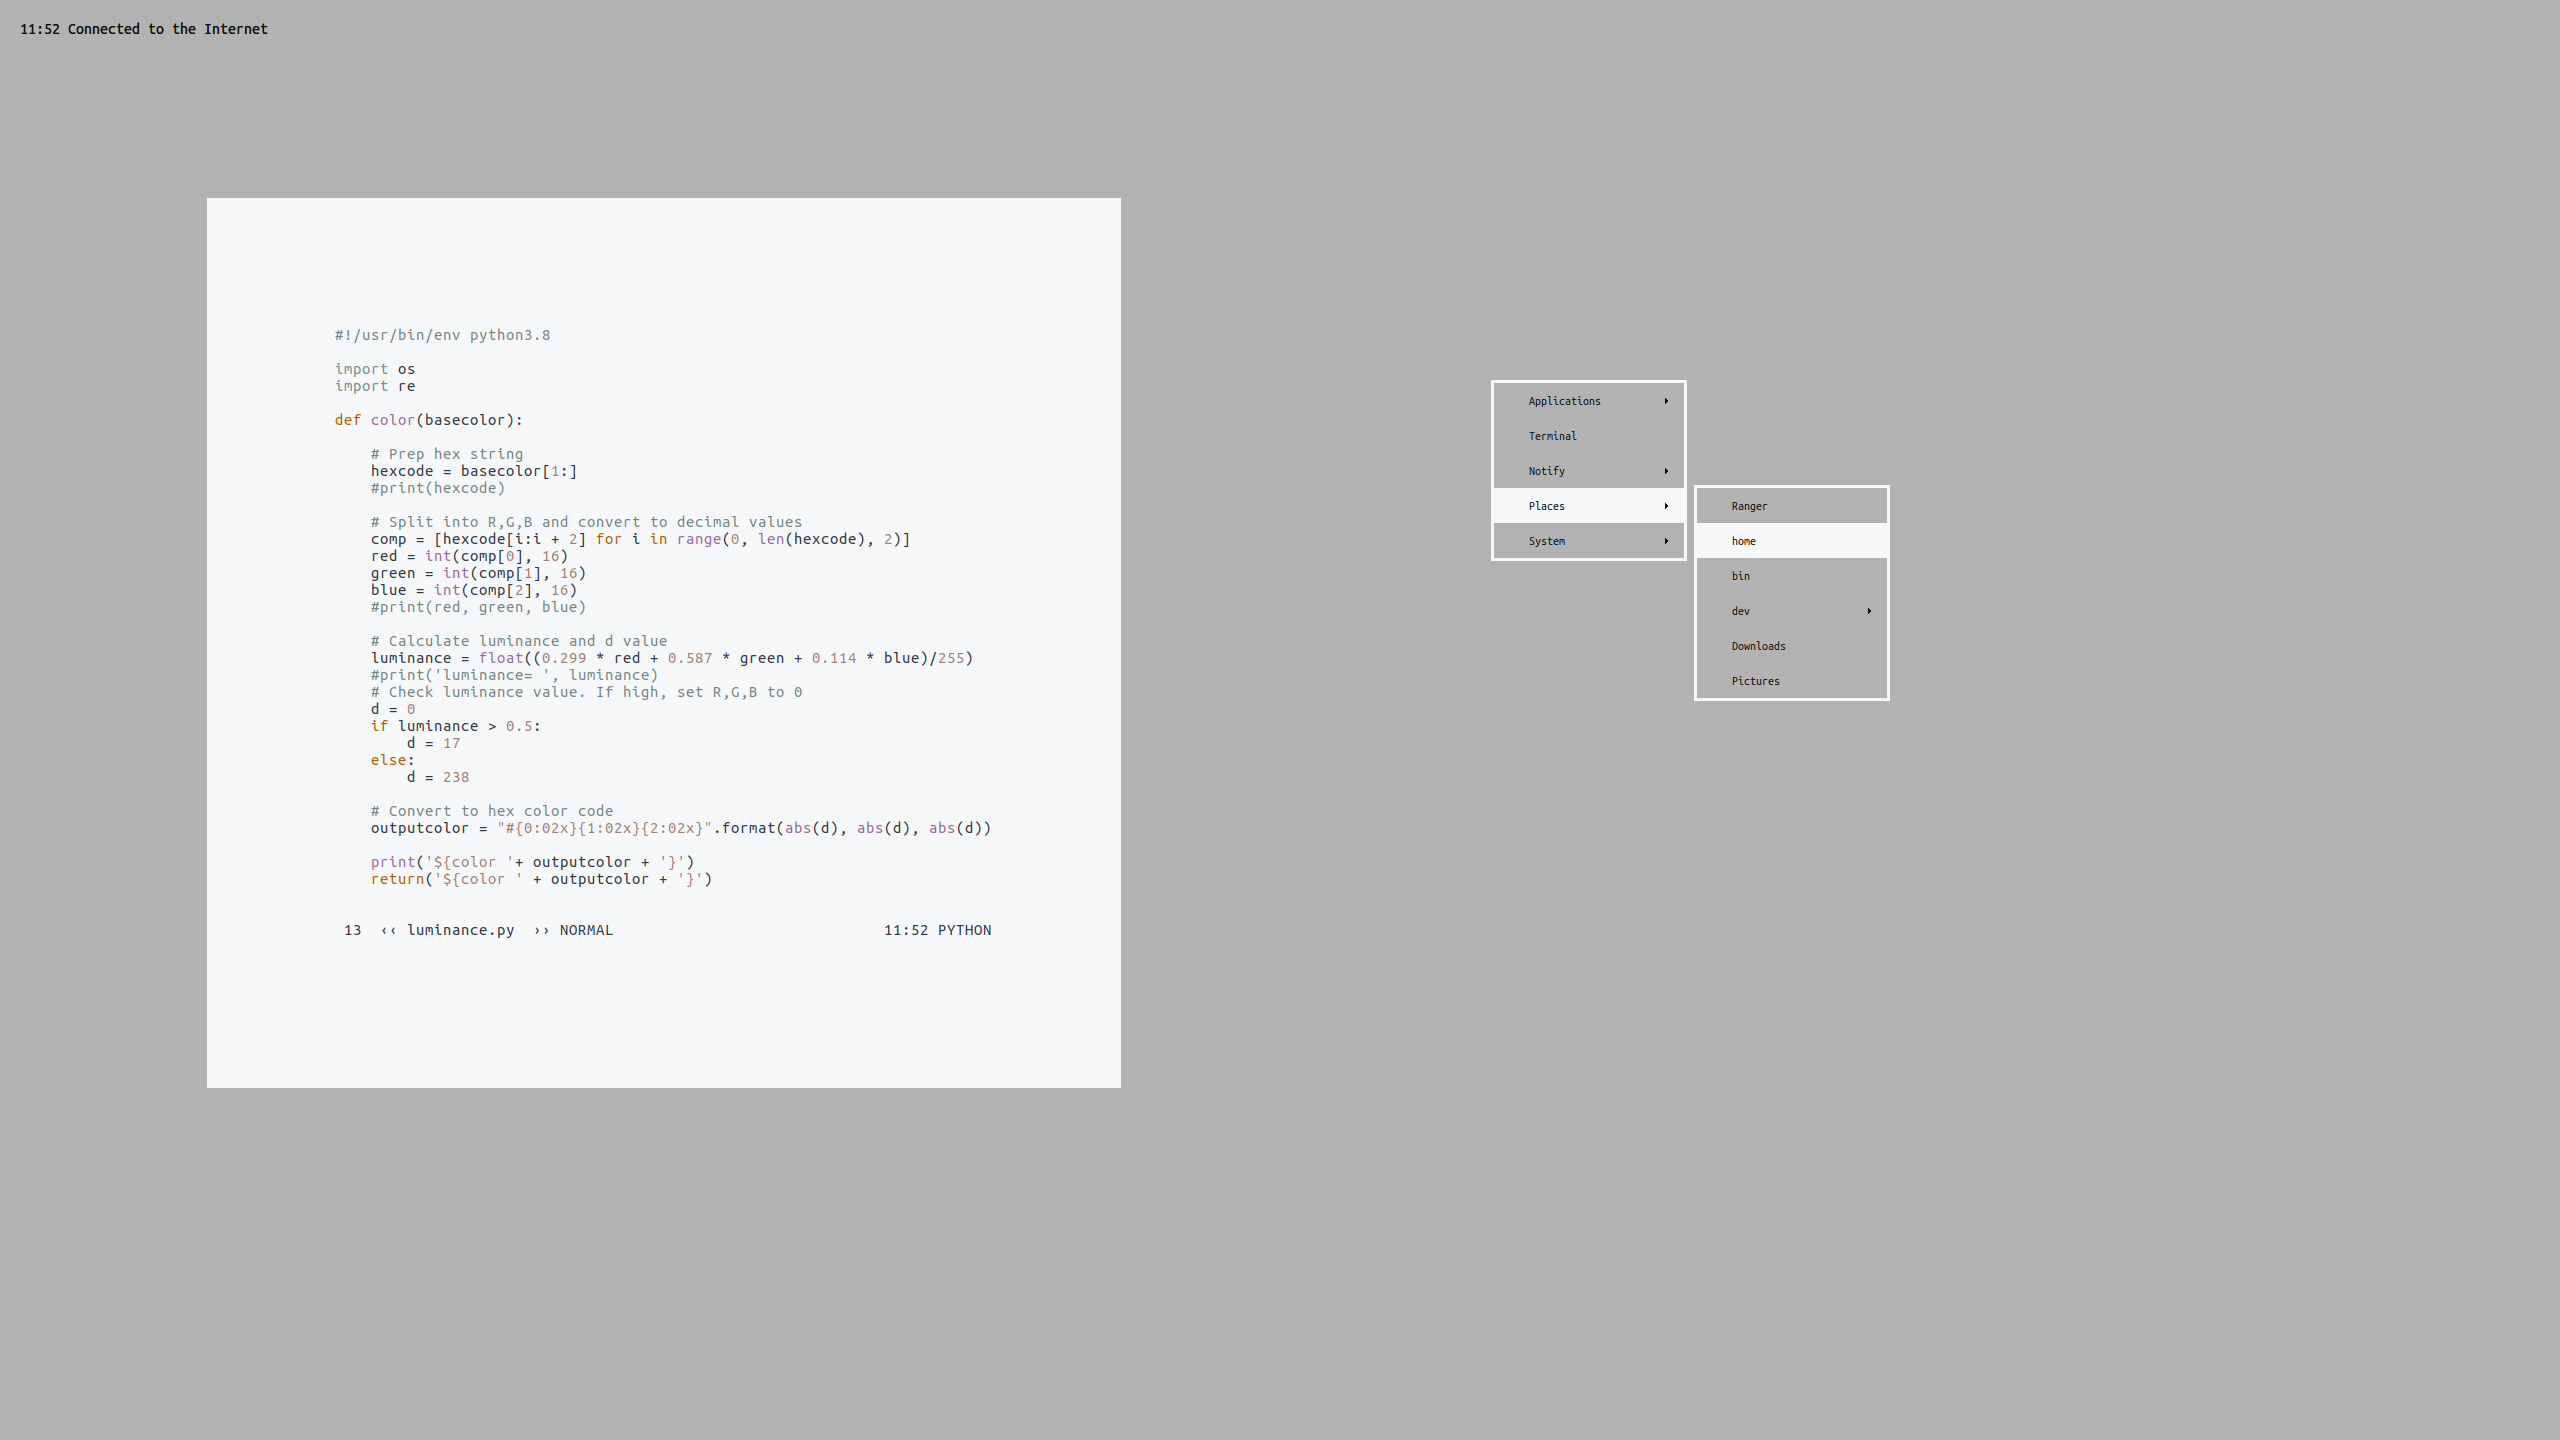 11:52 Connected to the Internet
#!/usr/bin/env python3.8
import os
import re
def color(basecolor):
# Prep hex string
hexcode = basecolor[1:]
#print(hexcode)
# Split into R,G,B and convert to decimal values
comp = [hexcode[i:i + 2] for i in range(0, len(hexcode), 2)]
red = int(comp[0], 16)
green = int(comp[1], 16)
blue = int(comp[2], 16)
#print(red, green, blue)
# Calculate luminance and d value
luminance = float((0.299 * red + 0.587 * green + 0.114 * blue)/255)
#print('luminance= ', luminance)
# Check luminance value. If high, set R,G,B to 0
d = 0
if luminance > 0.5:
d = 17
else:
d = 238
# Convert to hex color code
outputcolor = "#{0:02x}{1:02x}{2:02x}".format(abs(d), abs(d), abs(d))
print('${color '+ outputcolor + '}')
return('${color ' + outputcolor + '}')
13 ‹‹ luminance.py ›› NORMAL 11:52 PYTHON
Applications
Terminal
Notify
Places
System
Ranger
home
bin
dev
Downloads
Pictures